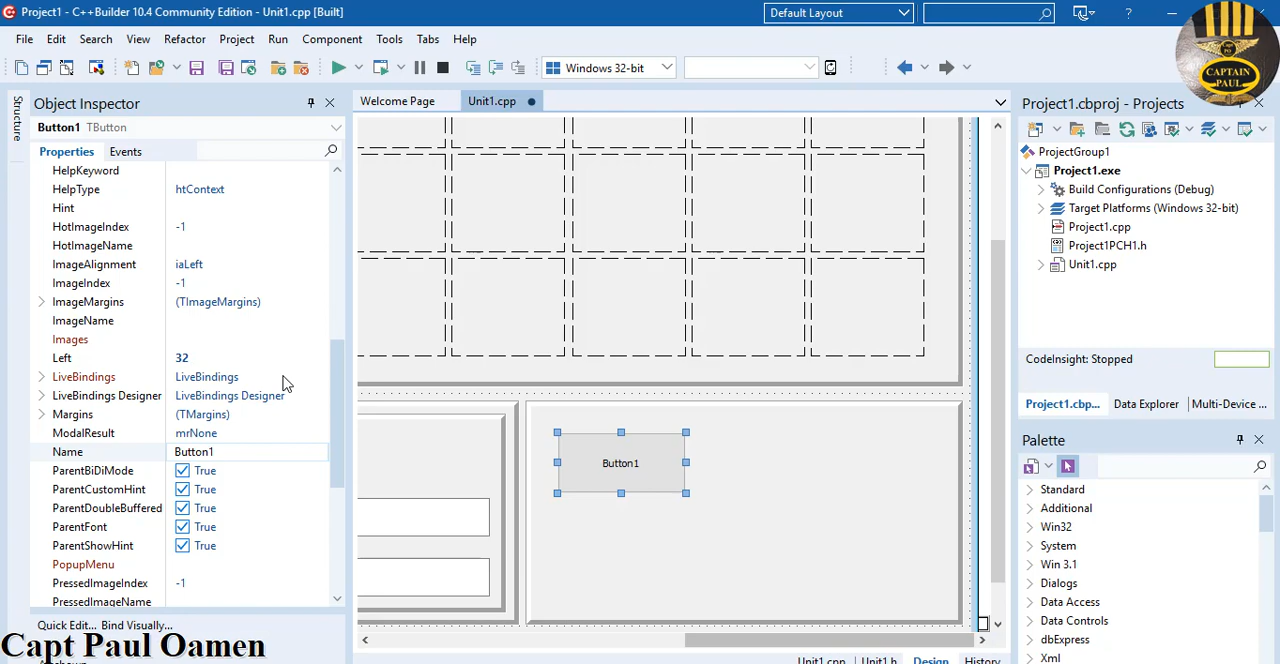 Project1 - C++Builder 10.4 Community Edition - Unit1.cpp [Built]
Default Layout
?
File Edit Search View Refactor Project Run Component Tools Tabs Help
Windows 32-bit
Capt PO
CAPTAIN PAUL
Structure
Object Inspector
Button1 TButton
Properties Events
HelpKeyword
HelpType htContext
Hint
HotImageIndex -1
HotImageName
ImageAlignment iaLeft
ImageIndex -1
ImageMargins (TImageMargins)
ImageName
Images
Left 32
LiveBindings LiveBindings
LiveBindings Designer LiveBindings Designer
Margins (TMargins)
ModalResult mrNone
Name Button1
ParentBiDiMode True
ParentCustomHint True
ParentDoubleBuffered True
ParentFont True
ParentShowHint True
PopupMenu
PressedImageIndex -1
PressedImageName
Quick Edit... Bind Visually...
Capt Paul Oamen
Welcome Page Unit1.cpp
Button1
Unit1.cpp Unit1.h Design History
Project1.cbproj - Projects
ProjectGroup1
Project1.exe
Build Configurations (Debug)
Target Platforms (Windows 32-bit)
Project1.cpp
Project1PCH1.h
Unit1.cpp
CodeInsight: Stopped
Project1.cbp... Data Explorer Multi-Device ...
Palette
Standard
Additional
Win32
System
Win 3.1
Dialogs
Data Access
Data Controls
dbExpress
Xml